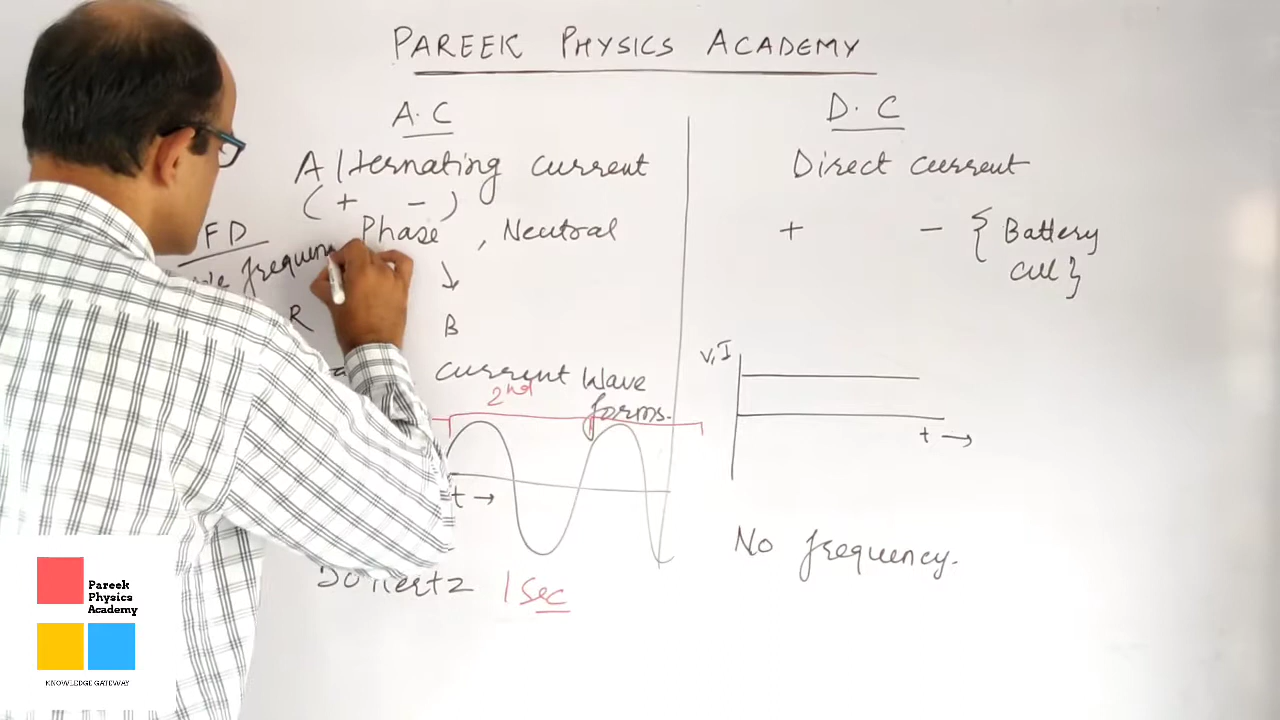 PAREEK PHYSICS ACADEMY
A.C
Alternating current
( + - )
Phase , Neutral
FD
R
B
current Wave
forms.
2nd
t →
50 Hertz 1 Sec
D.C
Direct current
+ - { Battery
Cell }
V, I
t →
No frequency.
Pareek
Physics
Academy
KNOWLEDGE GATEWAY